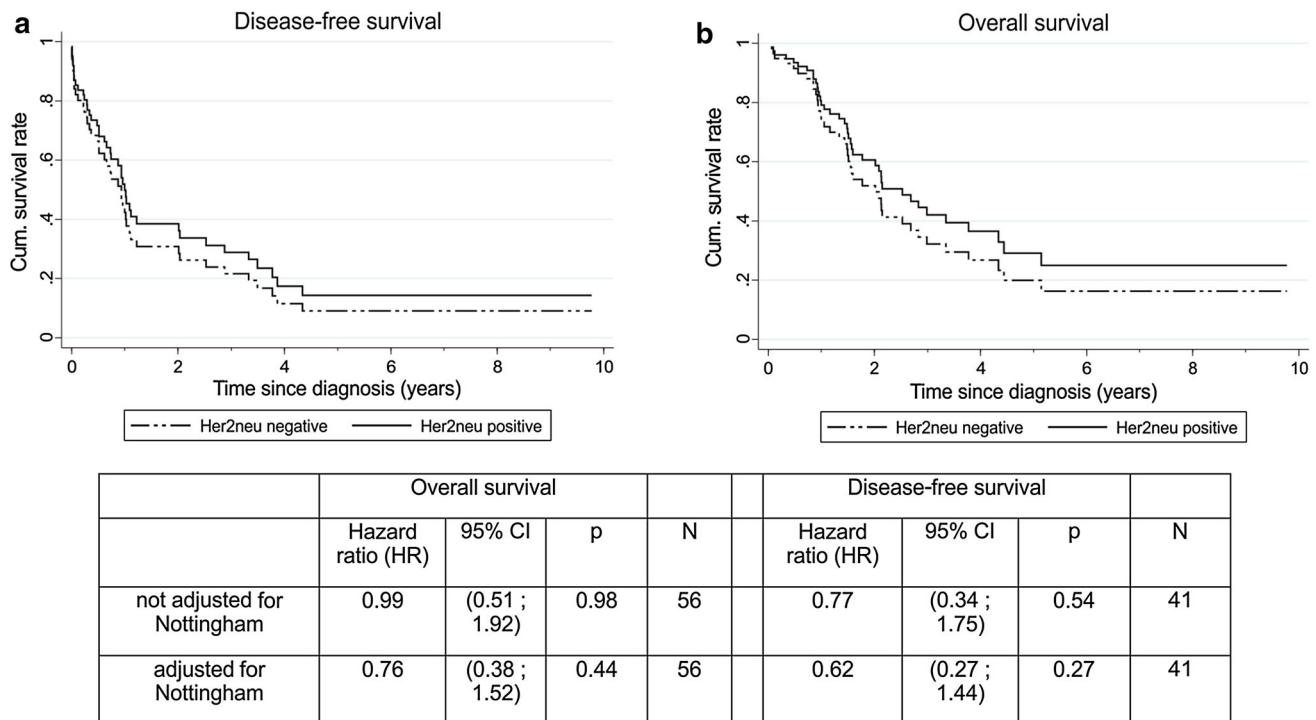 a
Disease-free survival
Cum. survival rate
1
.8
.6
.4
.2
0
0 2 4 6 8 10
Time since diagnosis (years)
Her2neu negative Her2neu positive
b
Overall survival
Cum. survival rate
1
.8
.6
.4
.2
0
0 2 4 6 8 10
Time since diagnosis (years)
Her2neu negative Her2neu positive
Overall survival Disease-free survival
Hazard 95% CI p N Hazard 95% CI p N
ratio (HR) ratio (HR)
not adjusted for 0.99 (0.51 ; 0.98 56 0.77 (0.34 ; 0.54 41
Nottingham 1.92) 1.75)
adjusted for 0.76 (0.38 ; 0.44 56 0.62 (0.27 ; 0.27 41
Nottingham 1.52) 1.44)